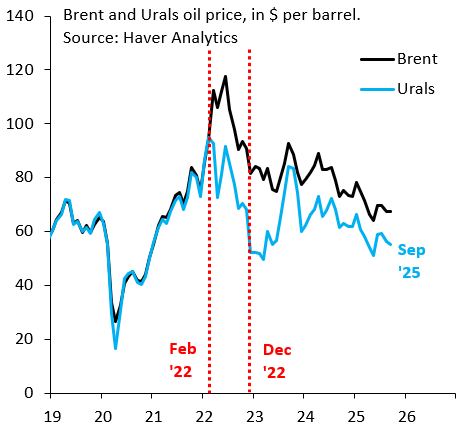 Brent and Urals oil price, in $ per barrel.
Source: Haver Analytics
Brent
Urals
140
120
100
80
60
40
20
0
Sep
'25
Feb
'22
Dec
'22
19 20 21 22 23 24 25 26